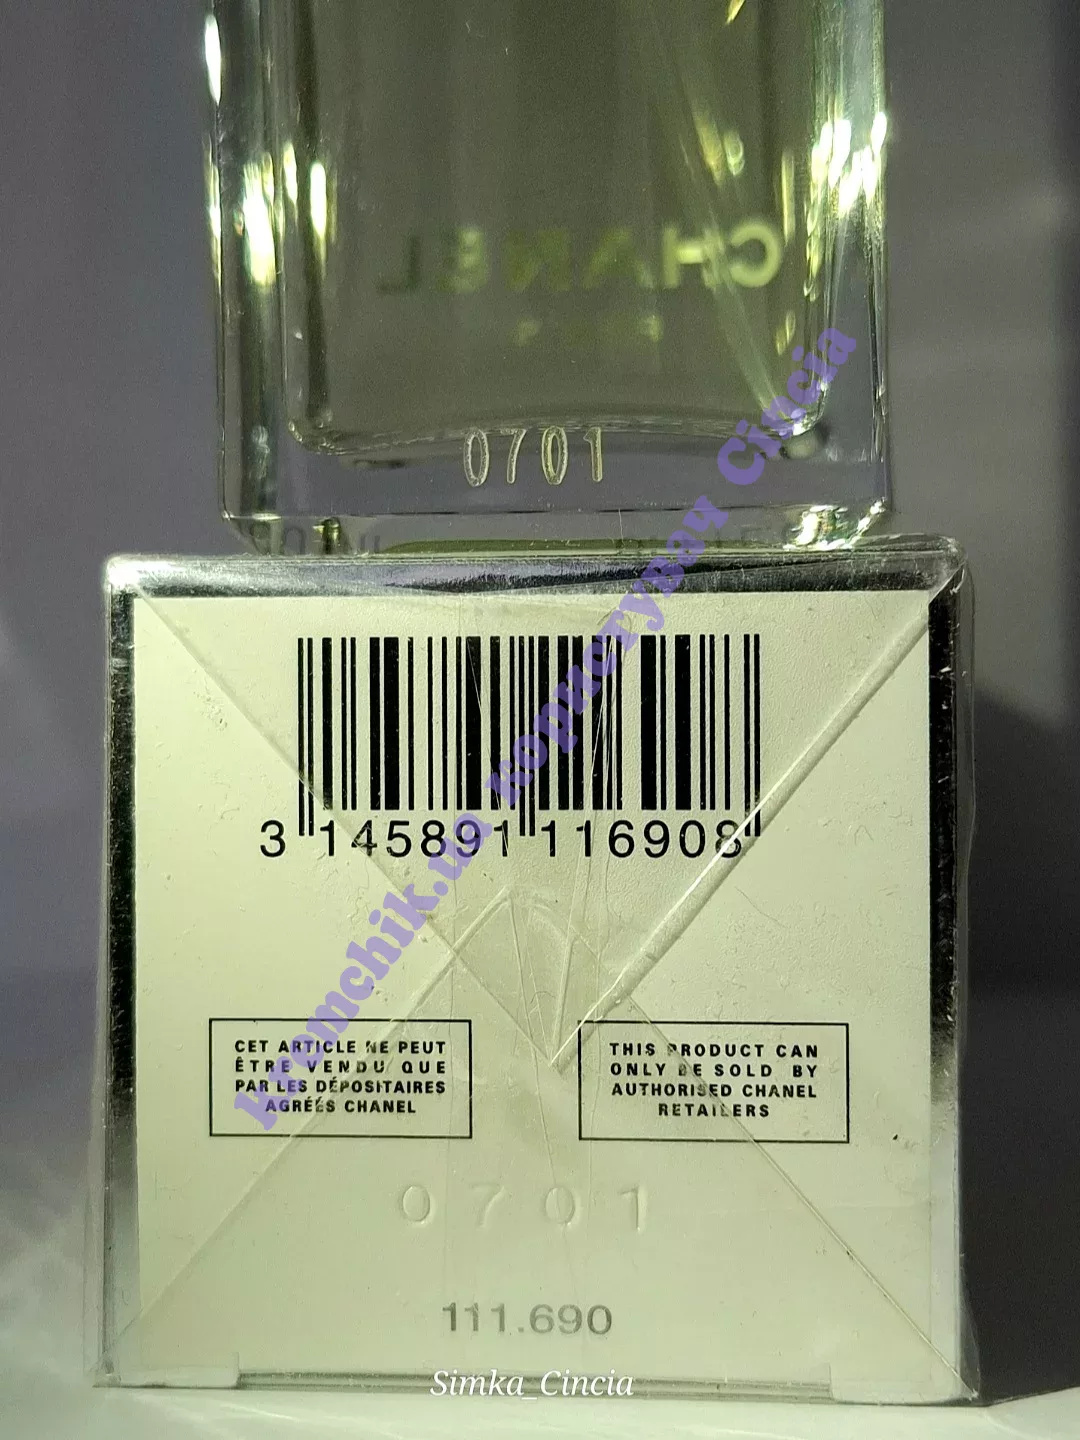 CHANEL
0701
3 145891 116908
CET ARTICLE NE PEUT
ÊTRE VENDU QUE
PAR LES DÉPOSITAIRES
AGRÉÉS CHANEL
THIS PRODUCT CAN
ONLY BE SOLD BY
AUTHORISED CHANEL
RETAILERS
0701
111.690
kremchik.ua користувач Cincia
Simka_Cincia